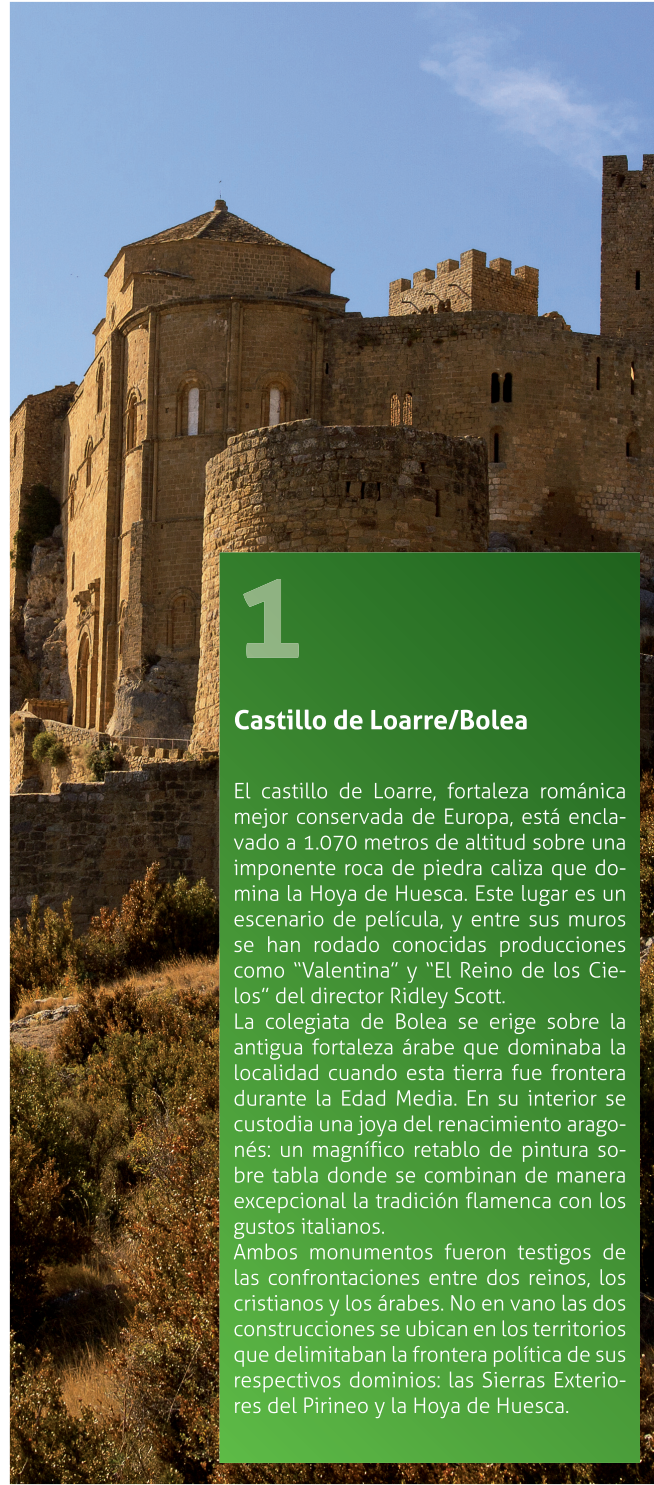 1
Castillo de Loarre/Bolea
El castillo de Loarre, fortaleza románica
mejor conservada de Europa, está encla-
vado a 1.070 metros de altitud sobre una
imponente roca de piedra caliza que do-
mina la Hoya de Huesca. Este lugar es un
escenario de película, y entre sus muros
se han rodado conocidas producciones
como “Valentina” y “El Reino de los Cie-
los” del director Ridley Scott.
La colegiata de Bolea se erige sobre la
antigua fortaleza árabe que dominaba la
localidad cuando esta tierra fue frontera
durante la Edad Media. En su interior se
custodia una joya del renacimiento arago-
nés: un magnífico retablo de pintura so-
bre tabla donde se combinan de manera
excepcional la tradición flamenca con los
gustos italianos.
Ambos monumentos fueron testigos de
las confrontaciones entre dos reinos, los
cristianos y los árabes. No en vano las dos
construcciones se ubican en los territorios
que delimitaban la frontera política de sus
respectivos dominios: las Sierras Exterio-
res del Pirineo y la Hoya de Huesca.